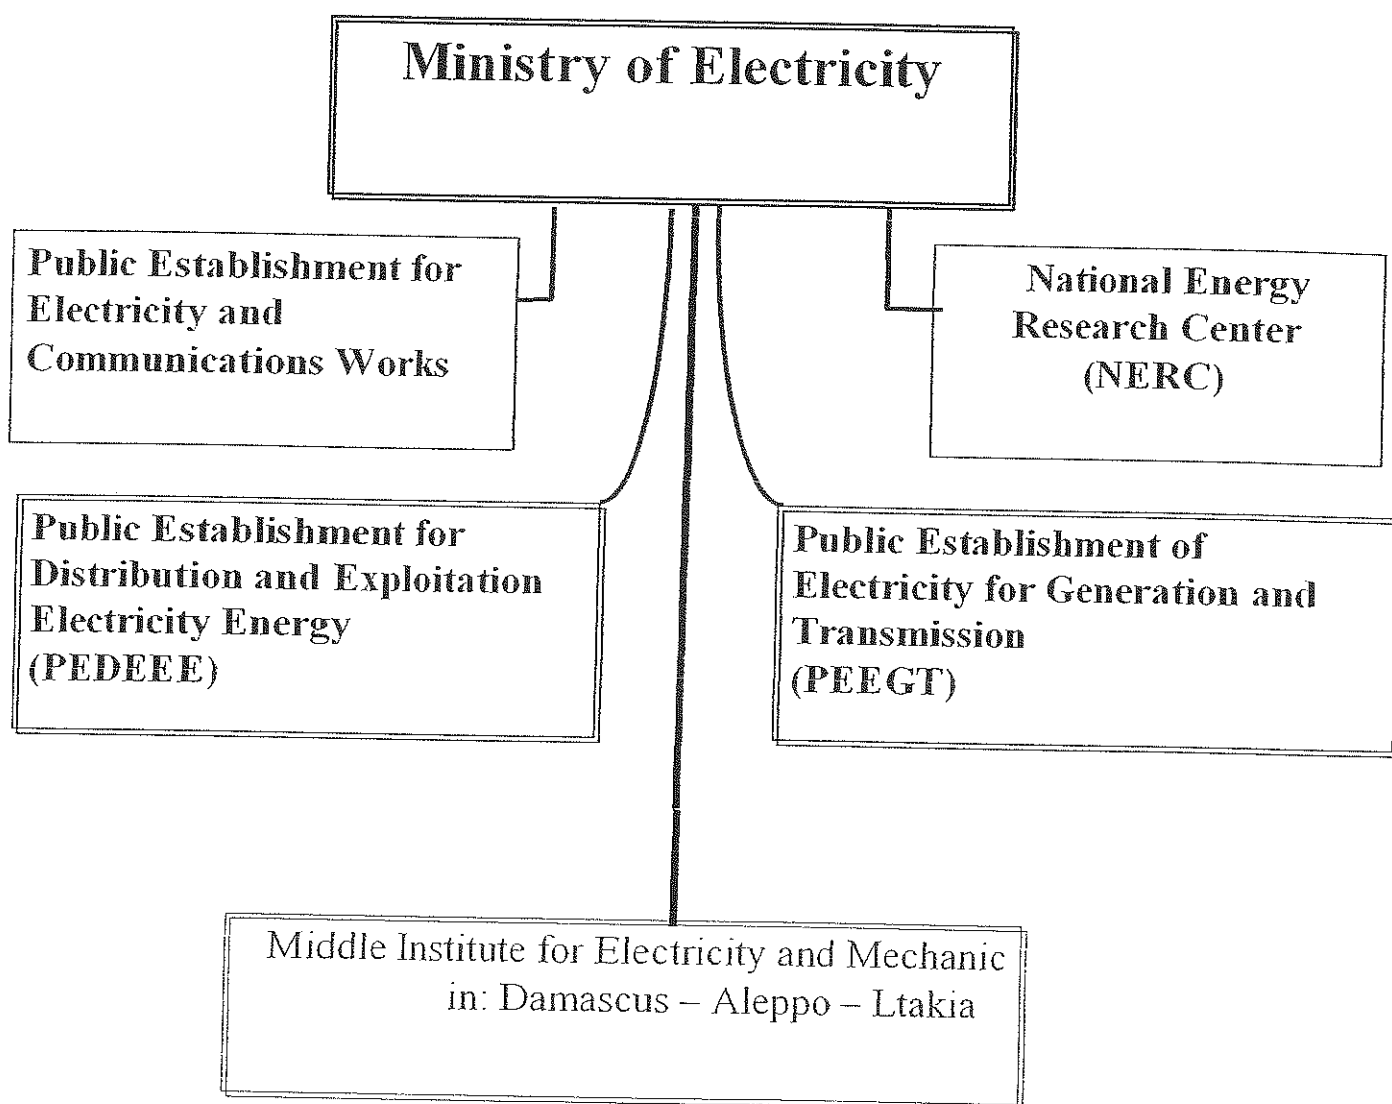 Ministry of Electricity
Public Establishment for
Electricity and
Communications Works
National Energy
Research Center
(NERC)
Public Establishment for
Distribution and Exploitation
Electricity Energy
(PEDEEE)
Public Establishment of
Electricity for Generation and
Transmission
(PEEGT)
Middle Institute for Electricity and Mechanic
in: Damascus – Aleppo – Ltakia